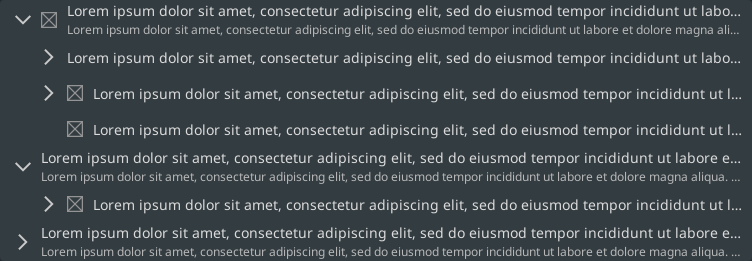 Lorem ipsum dolor sit amet, consectetur adipiscing elit, sed do eiusmod tempor incididunt ut labo...
Lorem ipsum dolor sit amet, consectetur adipiscing elit, sed do eiusmod tempor incididunt ut labore et dolore magna ali...
Lorem ipsum dolor sit amet, consectetur adipiscing elit, sed do eiusmod tempor incididunt ut labo...
Lorem ipsum dolor sit amet, consectetur adipiscing elit, sed do eiusmod tempor incididunt ut l...
Lorem ipsum dolor sit amet, consectetur adipiscing elit, sed do eiusmod tempor incididunt ut l...
Lorem ipsum dolor sit amet, consectetur adipiscing elit, sed do eiusmod tempor incididunt ut labore e...
Lorem ipsum dolor sit amet, consectetur adipiscing elit, sed do eiusmod tempor incididunt ut labore et dolore magna aliqua. ...
Lorem ipsum dolor sit amet, consectetur adipiscing elit, sed do eiusmod tempor incididunt ut l...
Lorem ipsum dolor sit amet, consectetur adipiscing elit, sed do eiusmod tempor incididunt ut labore e...
Lorem ipsum dolor sit amet, consectetur adipiscing elit, sed do eiusmod tempor incididunt ut labore et dolore magna aliqua. ...